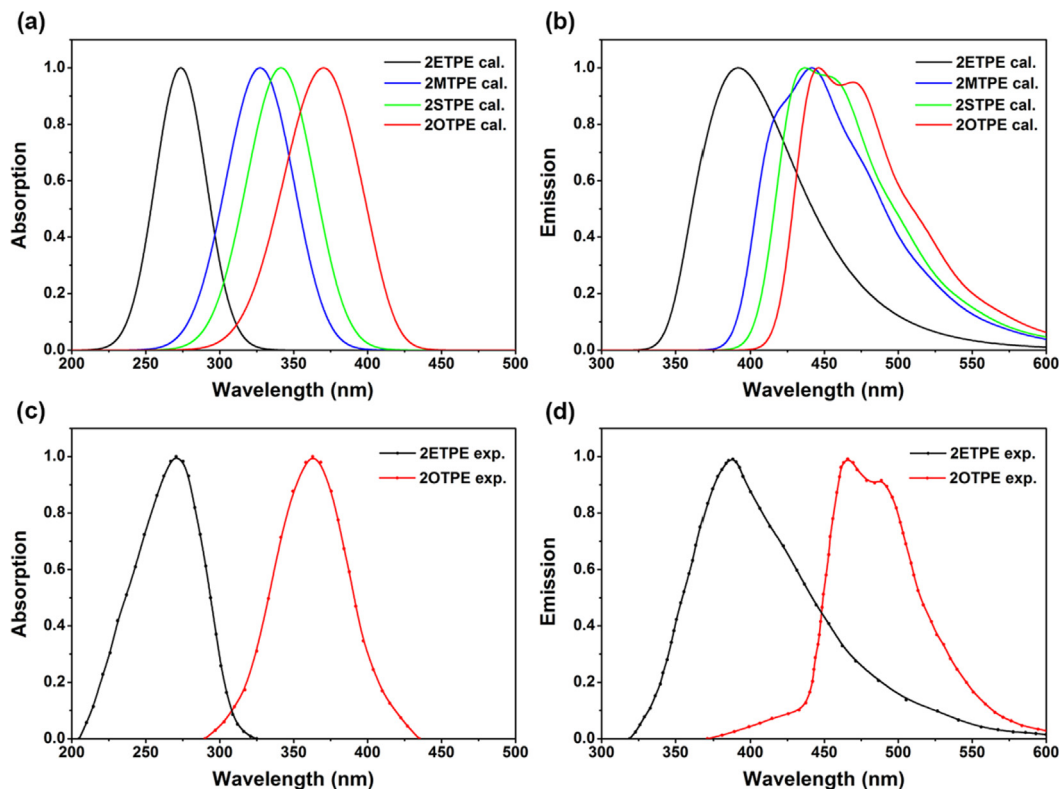 (a)
1.0
0.8
0.6
0.4
0.2
0.0
Absorption
2ETPE cal.
2MTPE cal.
2STPE cal.
2OTPE cal.
200 250 300 350 400 450 500
Wavelength (nm)
(b)
1.0
0.8
0.6
0.4
0.2
0.0
Emission
2ETPE cal.
2MTPE cal.
2STPE cal.
2OTPE cal.
300 350 400 450 500 550 600
Wavelength (nm)
(c)
1.0
0.8
0.6
0.4
0.2
0.0
Absorption
2ETPE exp.
2OTPE exp.
200 250 300 350 400 450 500
Wavelength (nm)
(d)
1.0
0.8
0.6
0.4
0.2
0.0
Emission
2ETPE exp.
2OTPE exp.
300 350 400 450 500 550 600
Wavelength (nm)